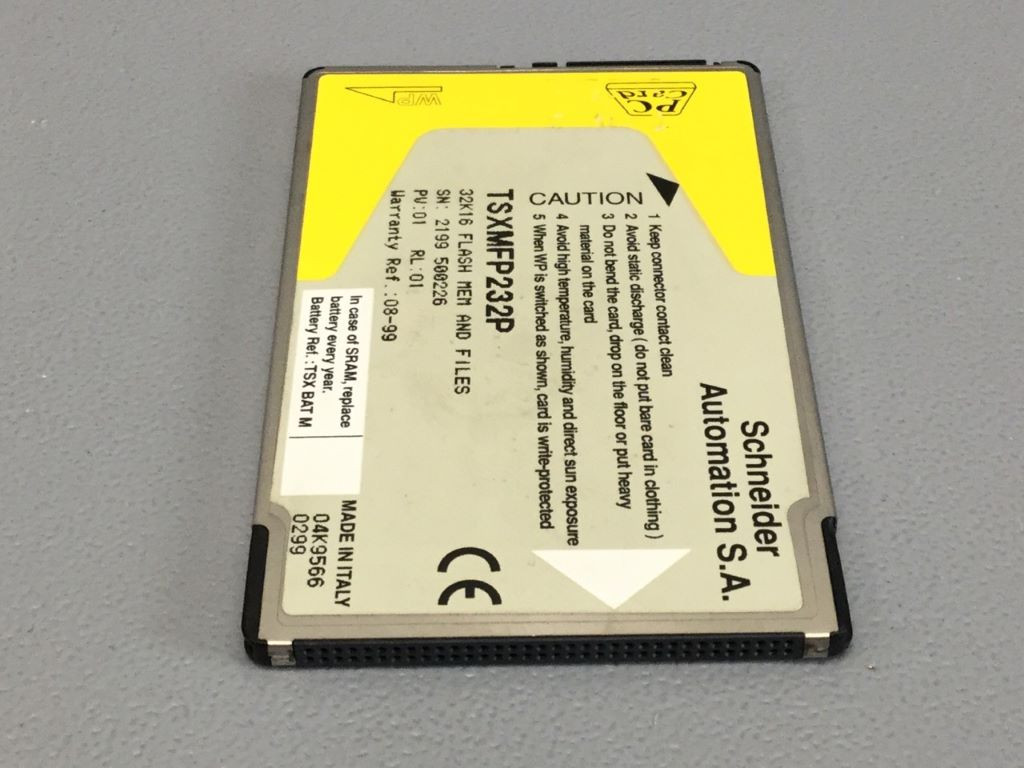 Schneider
Automation S.A.
CAUTION
1 Keep connector contact clean
2 Avoid static discharge ( do not put bare card in clothing )
3 Do not bend the card, drop on the floor or put heavy
material on the card
4 Avoid high temperature, humidity and direct sun exposure
5 When WP is switched as shown, card is write-protected
TSXMFP232P
32K16 FLASH MEM AND FILES
SN: 2199 500226
PV:01 RL:01
Warranty Ref.:08-99
In case of SRAM, replace
battery every year.
Battery Ref. : TSX BAT M
MADE IN ITALY
04K9566
0299
CE
PC
Card
WP